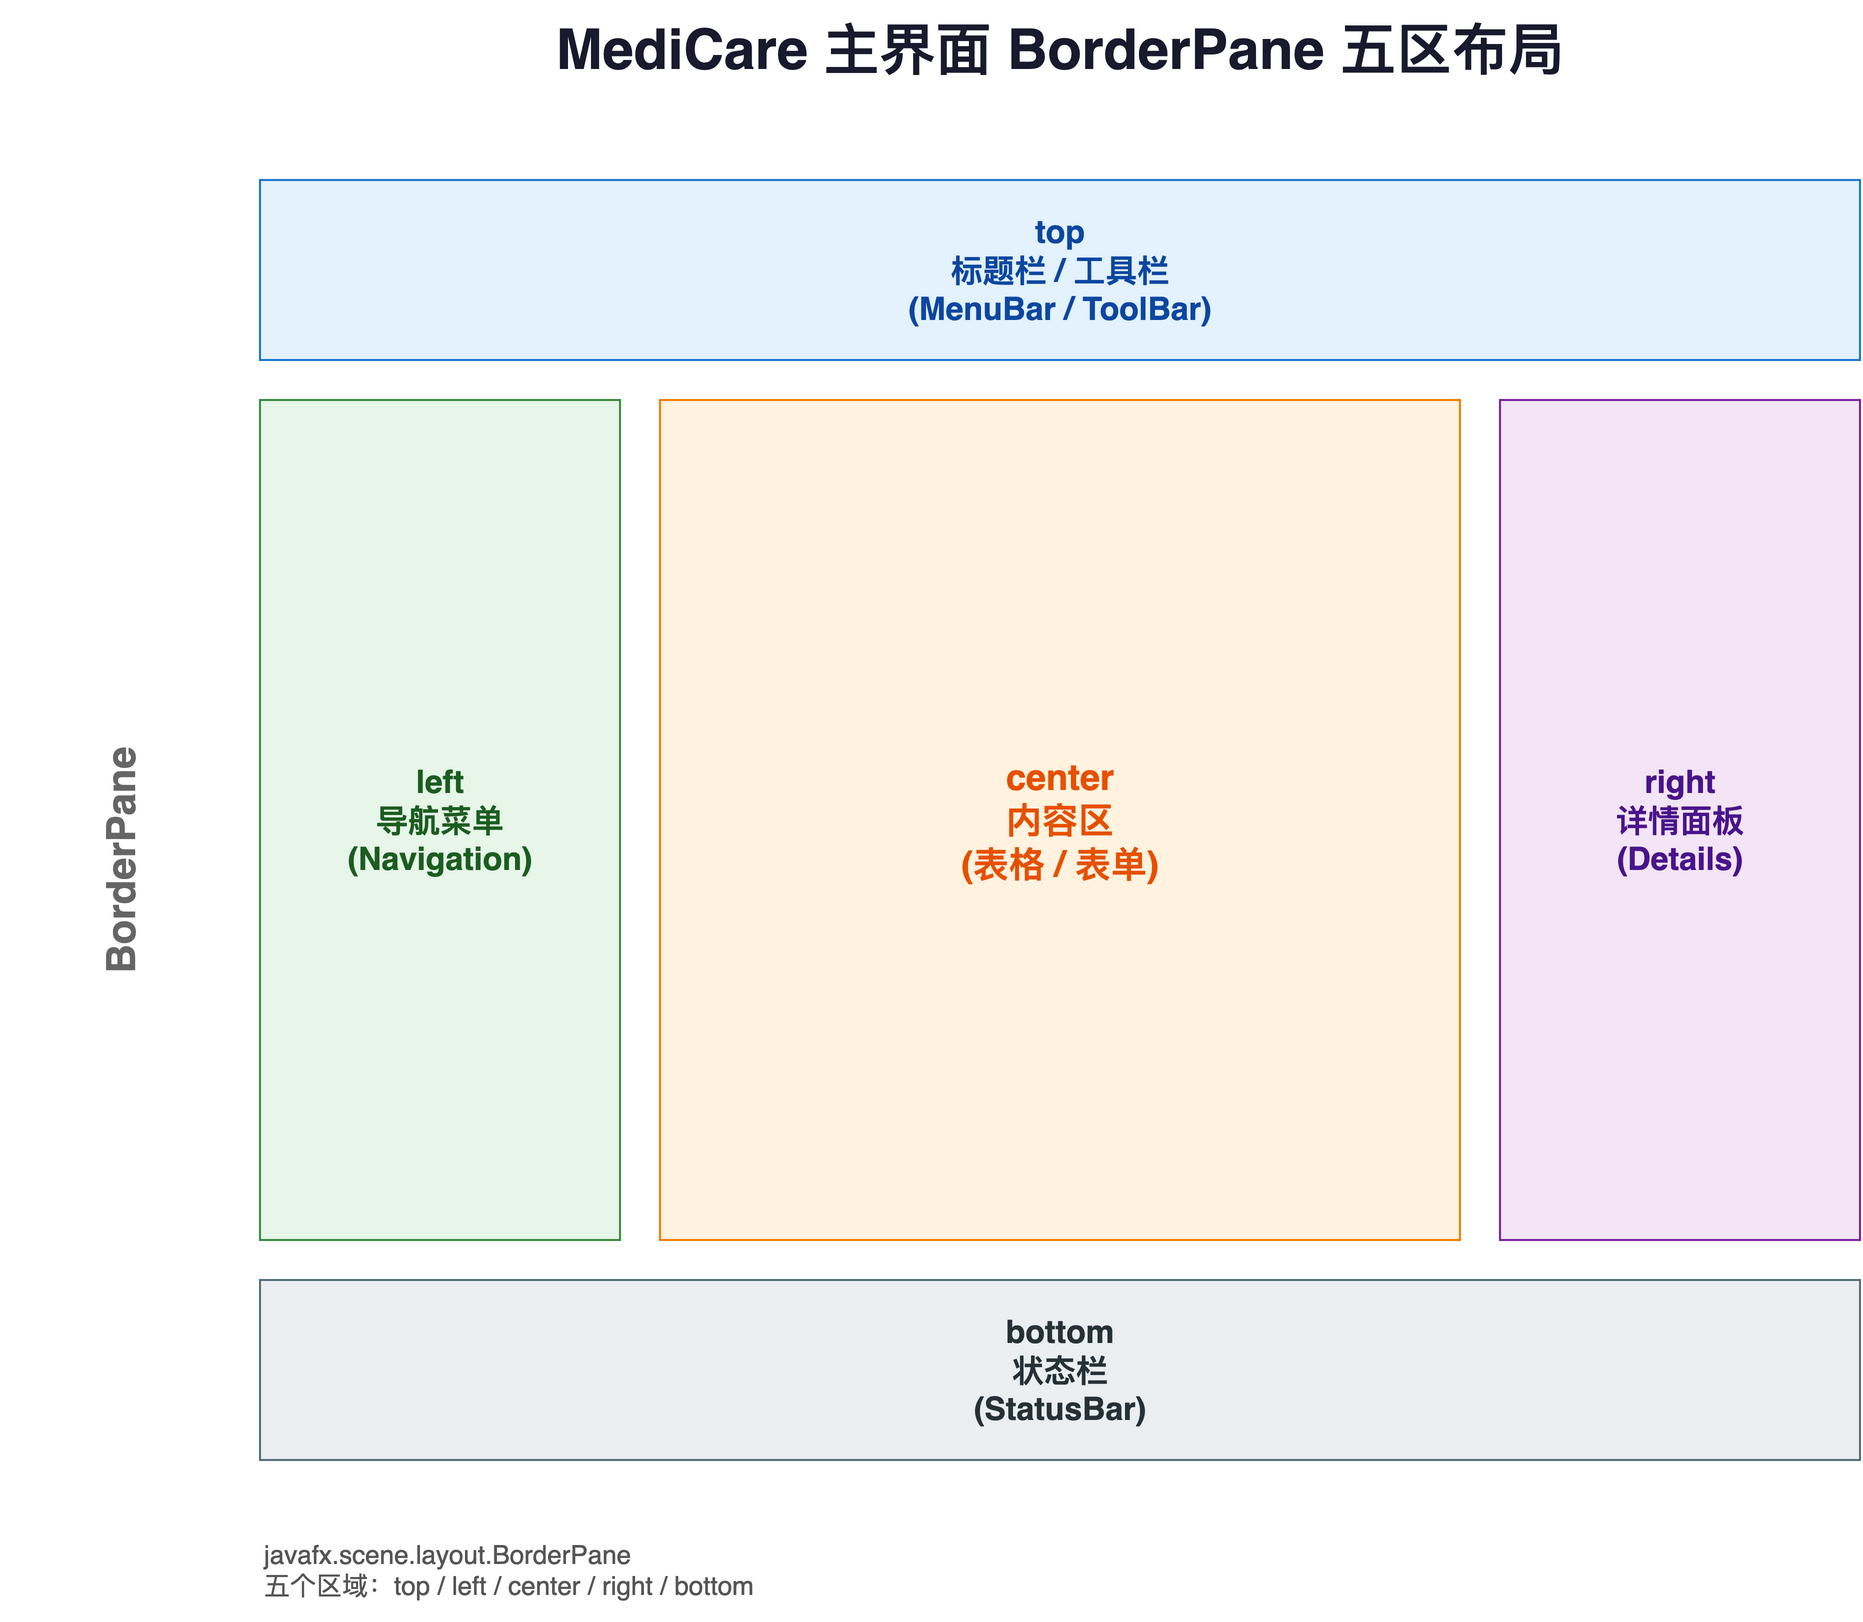 MediCare 主界面 BorderPane 五区布局
top
标题栏 / 工具栏
(MenuBar / ToolBar)
BorderPane
left
导航菜单
(Navigation)
center
内容区
(表格 / 表单)
right
详情面板
(Details)
bottom
状态栏
(StatusBar)
javafx.scene.layout.BorderPane
五个区域：top / left / center / right / bottom